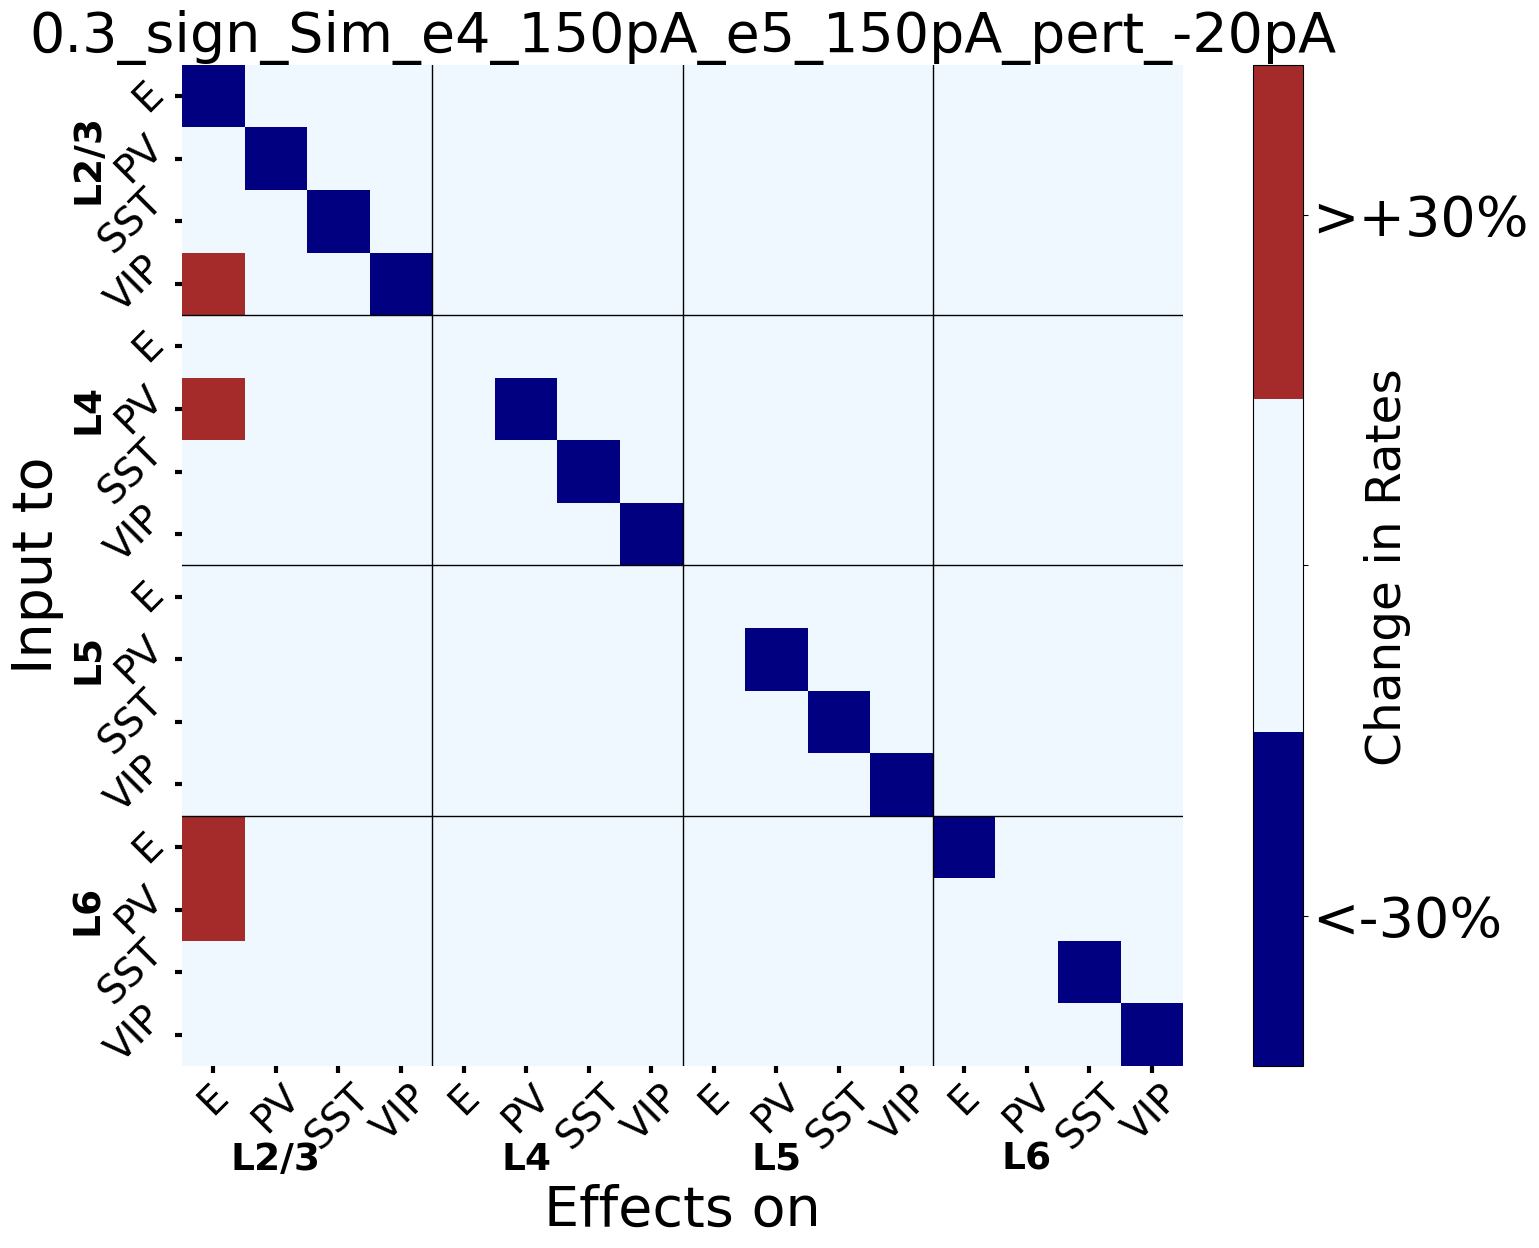 0.3_sign_Sim_e4_150pA_e5_150pA_pert_-20pA
Input to
L2/3
E
PV
SST
VIP
L4
E
PV
SST
VIP
L5
E
PV
SST
VIP
L6
E
PV
SST
VIP
E PV SST VIP E PV SST VIP E PV SST VIP E PV SST VIP
L2/3 L4 L5 L6
Effects on
>+30%
<-30%
Change in Rates